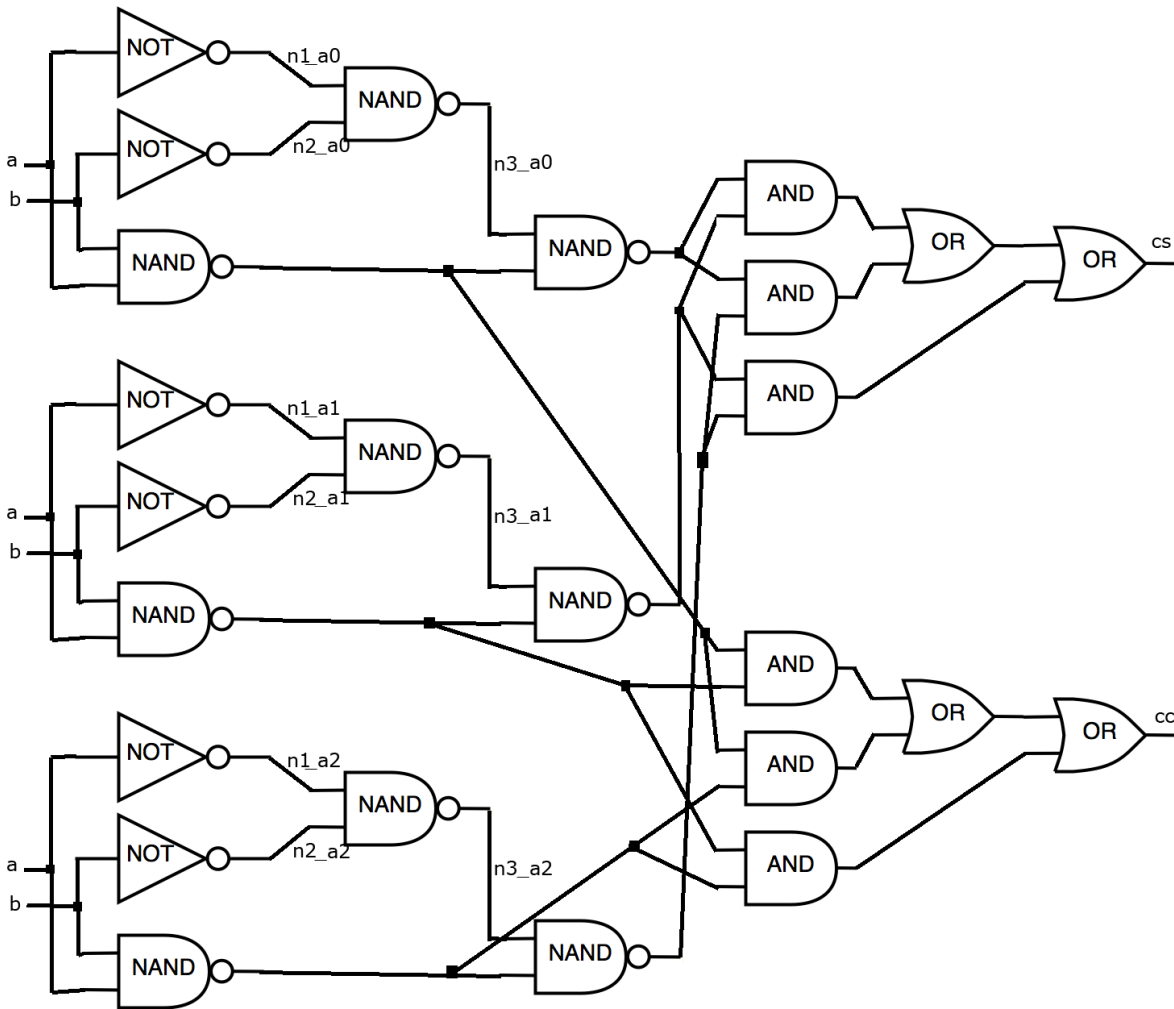 NOT
n1_a0
NAND
NOT
n2_a0
a
n3_a0
b
NAND
NAND
AND
AND
AND
OR
OR
cs
NOT
n1_a1
NAND
NOT
n2_a1
a
n3_a1
b
NAND
NAND
NOT
n1_a2
NAND
NOT
n2_a2
a
n3_a2
b
NAND
NAND
AND
AND
AND
OR
OR